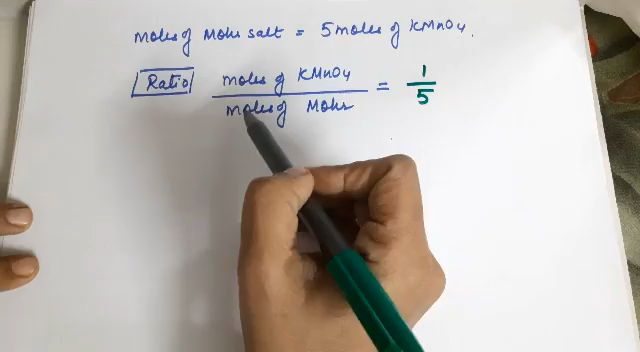 moles of Mohr salt = 5 moles of KMnO4.
Ratio moles of KMnO4 / moles of Mohr = 1/5